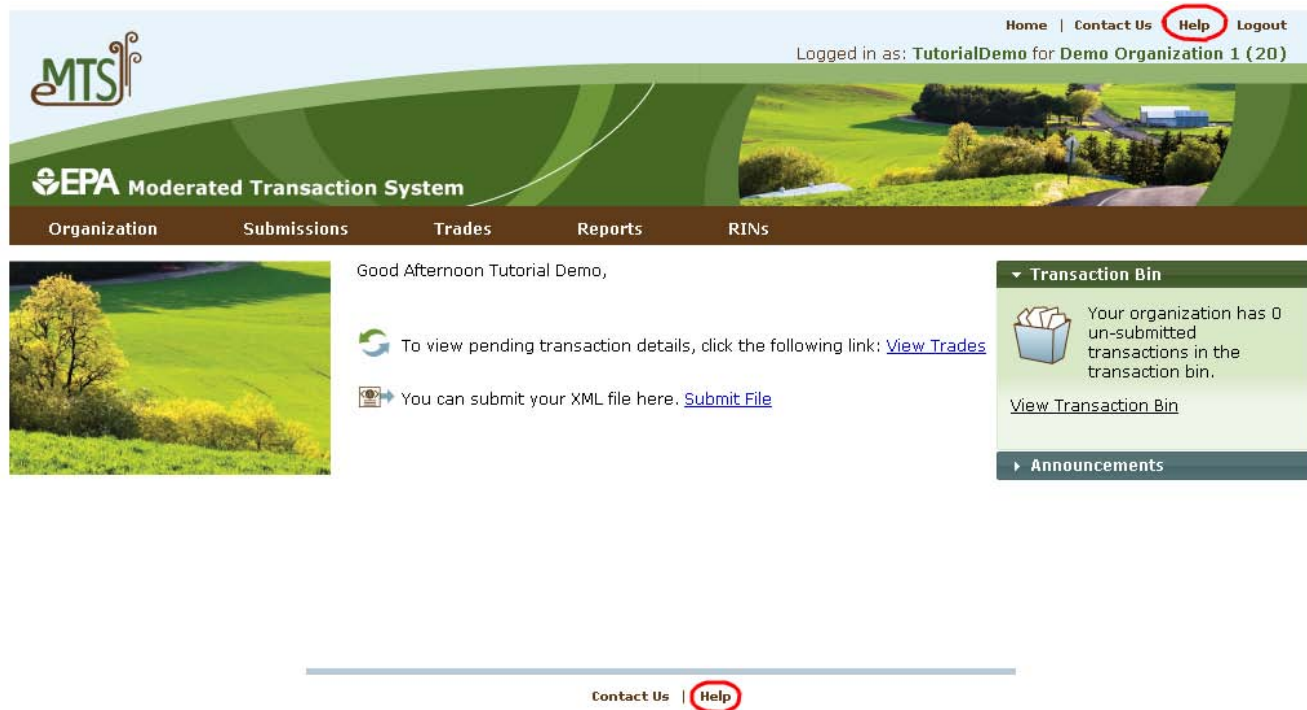 Home | Contact Us Help Logout
Logged in as: TutorialDemo for Demo Organization 1 (20)
eMTS
EPA Moderated Transaction System
Organization Submissions Trades Reports RINs
Good Afternoon Tutorial Demo,
To view pending transaction details, click the following link: View Trades
You can submit your XML file here. Submit File
Transaction Bin
Your organization has 0
un-submitted
transactions in the
transaction bin.
View Transaction Bin
Announcements
Contact Us | Help